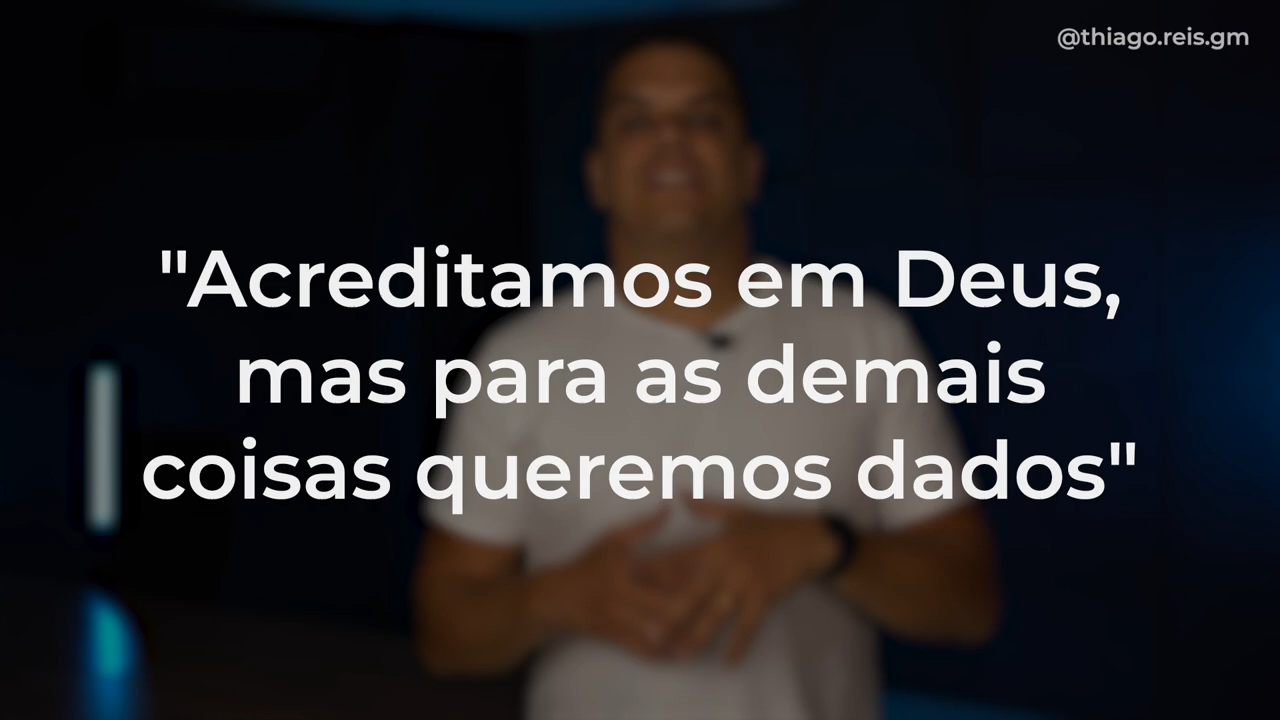 @thiago.reis.gm
"Acreditamos em Deus,
mas para as demais
coisas queremos dados"